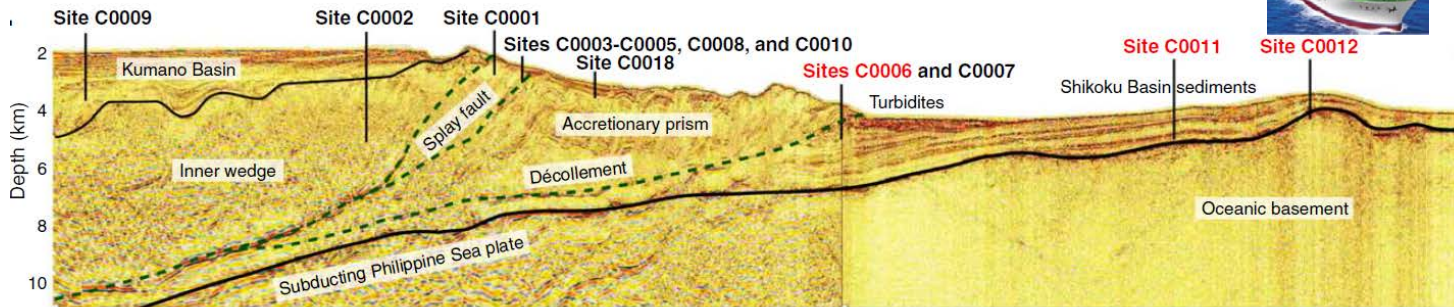 Site C0009
Site C0002
Site C0001
Sites C0003-C0005, C0008, and C0010
Site C0018
Sites C0006 and C0007
Site C0011
Site C0012
Depth (km)
2
4
6
8
10
Kumano Basin
Splay fault
Accretionary prism
Turbidites
Shikoku Basin sediments
Inner wedge
Décollement
Oceanic basement
Subducting Philippine Sea plate